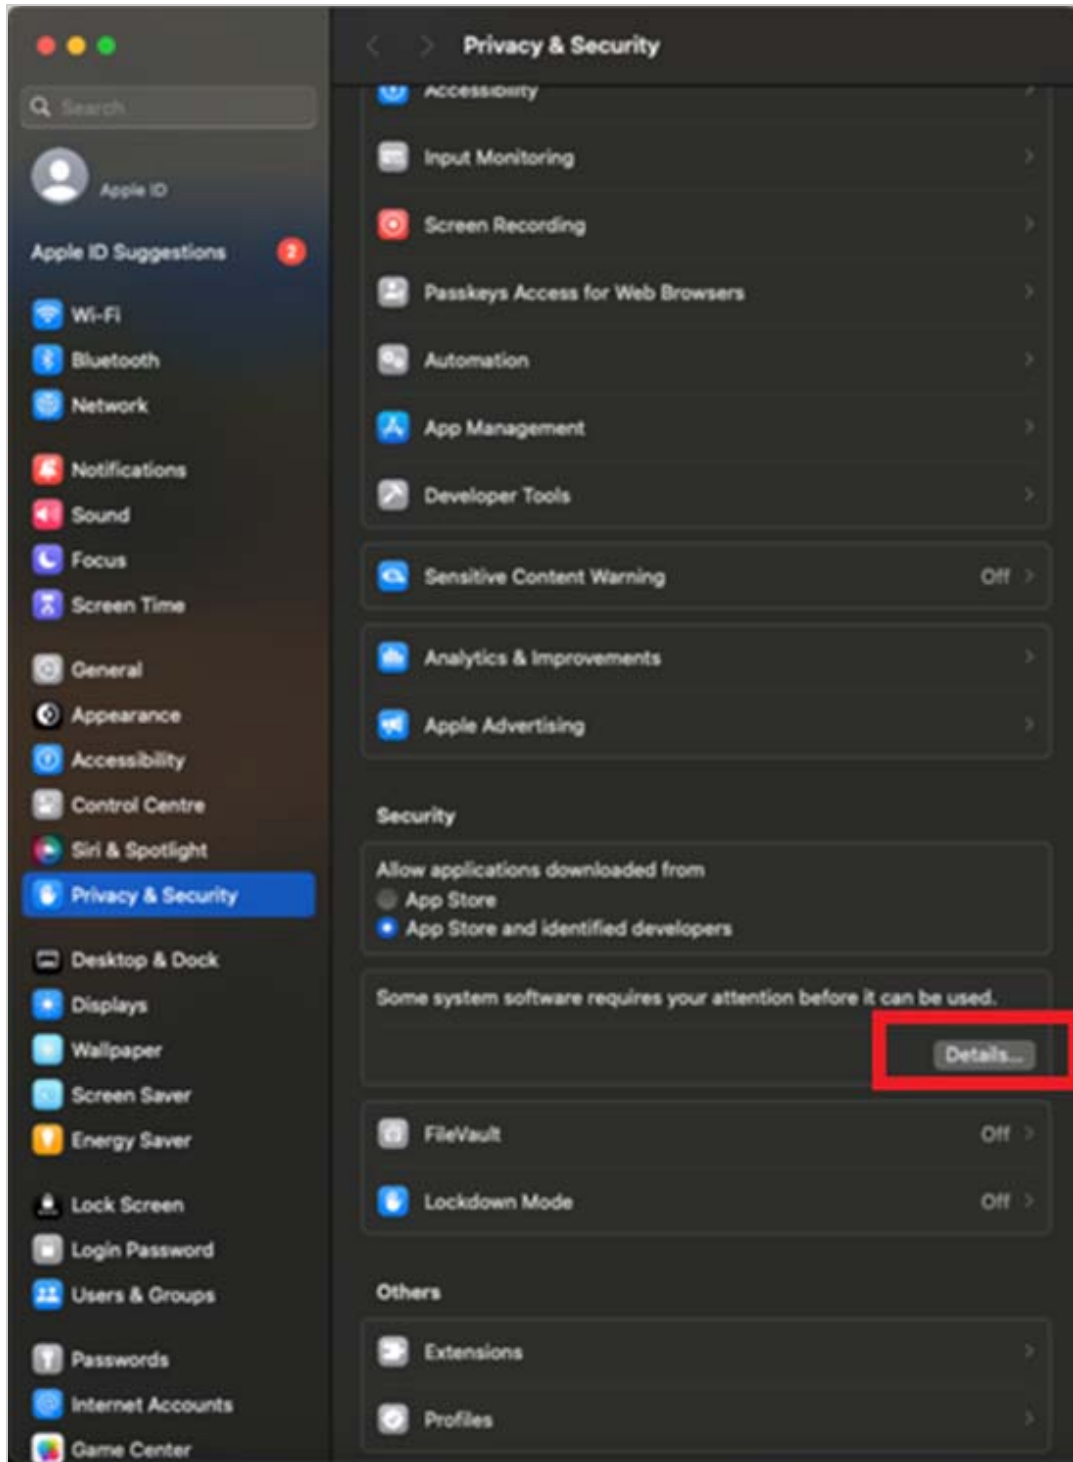 Privacy & Security
Search
Apple ID
Apple ID Suggestions
2
Wi-Fi
Bluetooth
Network
Notifications
Sound
Focus
Screen Time
General
Appearance
Accessibility
Control Centre
Siri & Spotlight
Privacy & Security
Desktop & Dock
Displays
Wallpaper
Screen Saver
Energy Saver
Lock Screen
Login Password
Users & Groups
Passwords
Internet Accounts
Game Center
Accessibility
Input Monitoring
Screen Recording
Passkeys Access for Web Browsers
Automation
App Management
Developer Tools
Sensitive Content Warning Off
Analytics & Improvements
Apple Advertising
Security
Allow applications downloaded from
App Store
App Store and identified developers
Some system software requires your attention before it can be used.
Details...
FileVault Off
Lockdown Mode Off
Others
Extensions
Profiles